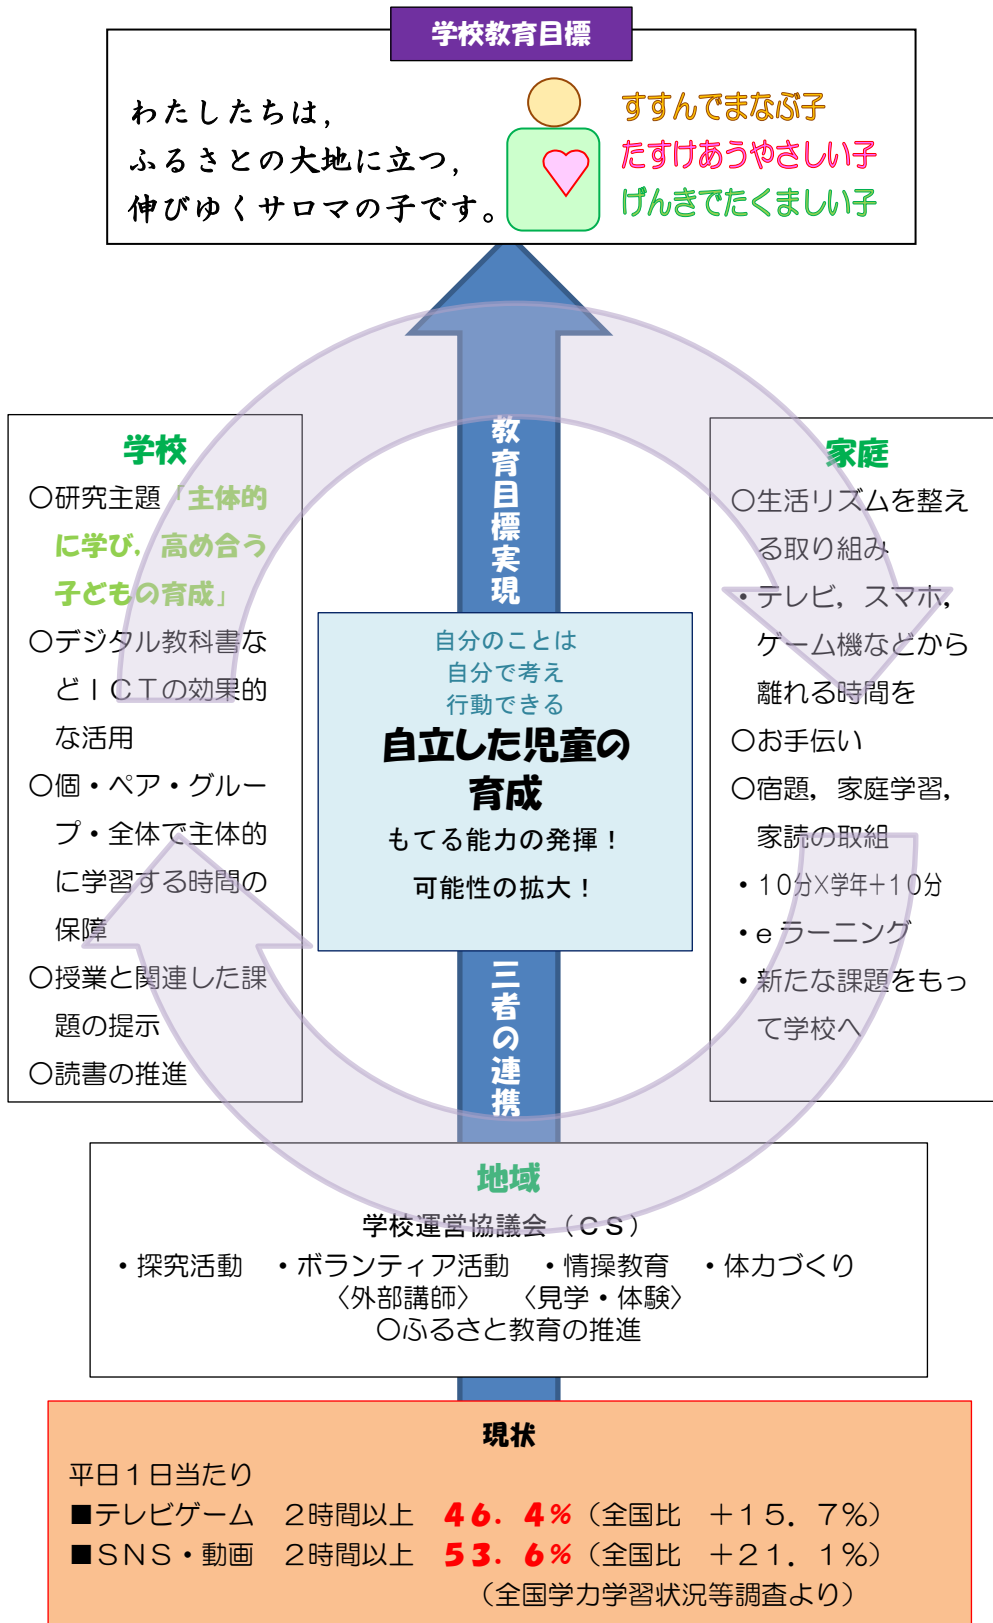 学校教育目標
わたしたちは，
ふるさとの大地に立つ，
伸びゆくサロマの子です。
すすんでまなぶ子
たすけあうやさしい子
げんきでたくましい子
教育目標実現
学校
○研究主題「主体的
に学び，高め合う
子どもの育成」
○デジタル教科書な
どＩＣＴの効果的
な活用
○個・ペア・グルー
プ・全体で主体的
に学習する時間の
保障
○授業と関連した課
題の提示
○読書の推進
自分のことは
自分で考え
行動できる
自立した児童の
育成
もてる能力の発揮！
可能性の拡大！
家庭
○生活リズムを整え
る取り組み
・テレビ，スマホ，
ゲーム機などから
離れる時間を
○お手伝い
○宿題，家庭学習，
家読の取組
・１０分×学年＋１０分
・ｅラーニング
・新たな課題をもっ
て学校へ
三者の連携
地域
学校運営協議会（ＣＳ）
・探究活動　・ボランティア活動　・情操教育　・体力づくり
〈外部講師〉　〈見学・体験〉
○ふるさと教育の推進
現状
平日１日当たり
■テレビゲーム　２時間以上　４６．４％（全国比　＋１５．７％）
■ＳＮＳ・動画　２時間以上　５３．６％（全国比　＋２１．１％）
（全国学力学習状況等調査より）